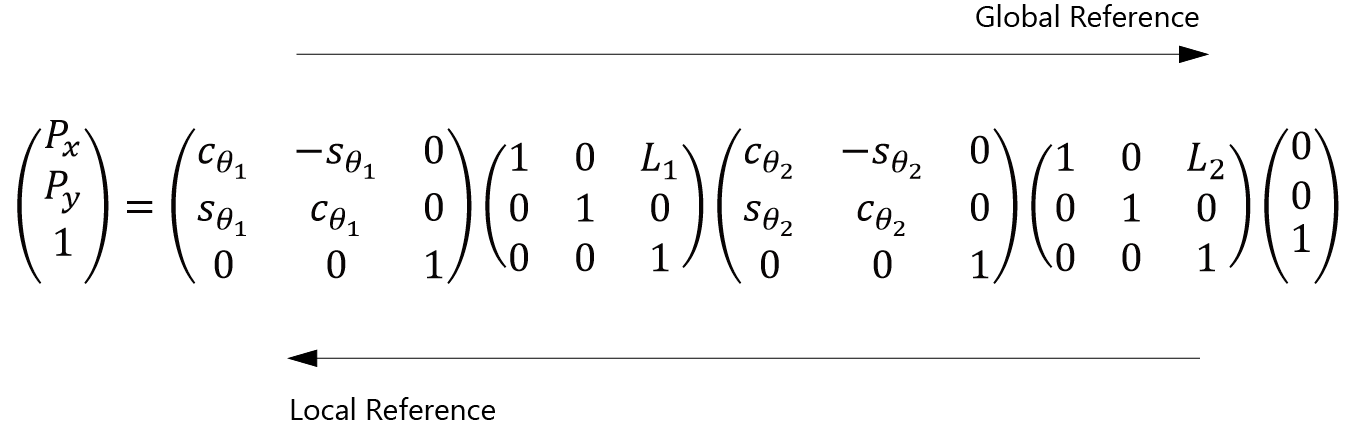 Global Reference
$\begin{pmatrix} P_x \\ P_y \\ 1 \end{pmatrix} = \begin{pmatrix} c_{\theta_1} & -s_{\theta_1} & 0 \\ s_{\theta_1} & c_{\theta_1} & 0 \\ 0 & 0 & 1 \end{pmatrix} \begin{pmatrix} 1 & 0 & L_1 \\ 0 & 1 & 0 \\ 0 & 0 & 1 \end{pmatrix} \begin{pmatrix} c_{\theta_2} & -s_{\theta_2} & 0 \\ s_{\theta_2} & c_{\theta_2} & 0 \\ 0 & 0 & 1 \end{pmatrix} \begin{pmatrix} 1 & 0 & L_2 \\ 0 & 1 & 0 \\ 0 & 0 & 1 \end{pmatrix} \begin{pmatrix} 0 \\ 0 \\ 1 \end{pmatrix}$
Local Reference